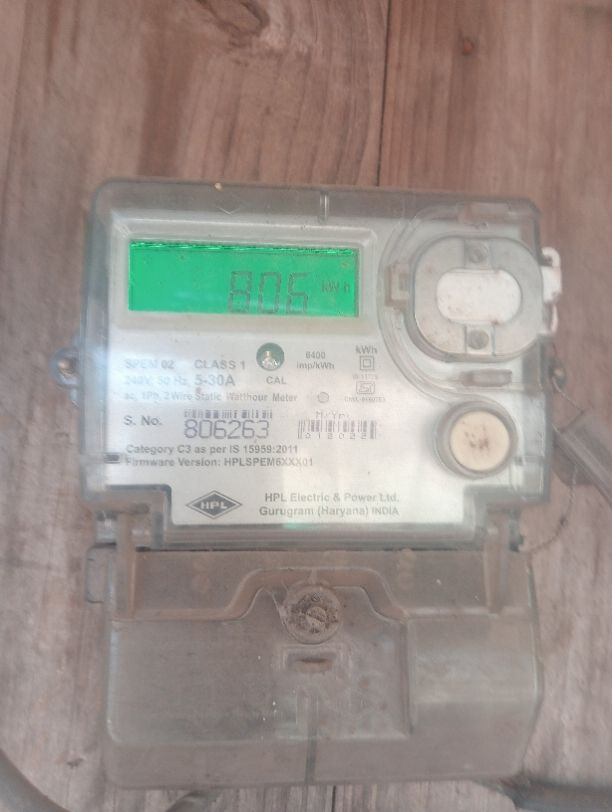 806 kWh
SPEM 02 CLASS 1
6400 imp/kWh
kWh
240V, 50 Hz, 5-30A
CAL
ac, 1Ph, 2 Wire Static Watthour Meter
S. No.
806263
M/Yr:
Category C3 as per IS 15959:2011
Firmware Version: HPLSPEM6XXX01
HPL
HPL Electric & Power Ltd.
Gurugram (Haryana) INDIA